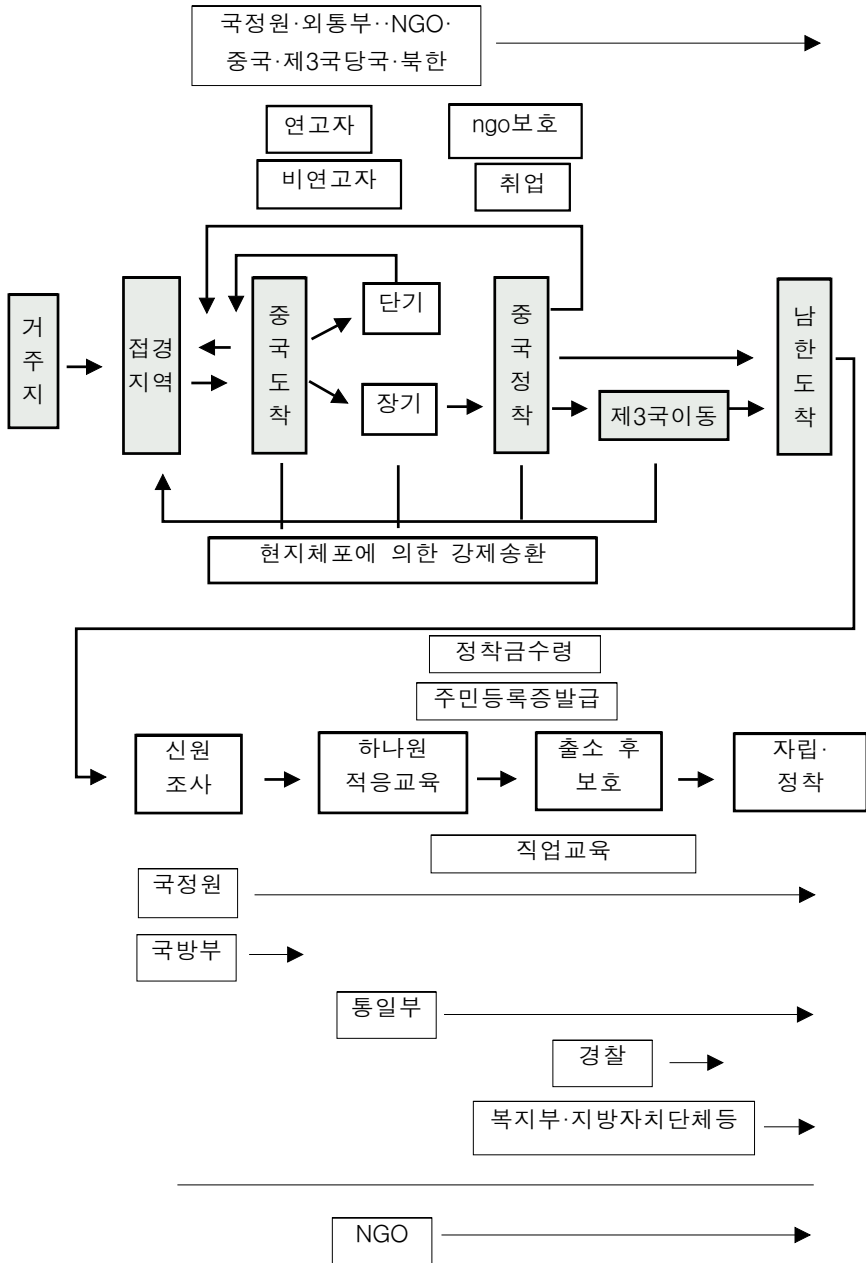 국정원·외통부··NGO·
중국·제3국당국·북한
연고자
ngo보호
비연고자
취업
거
주
지
접경
지역
중
국
도
착
단기
장기
중
국
정
착
제3국이동
남
한
도
착
현지체포에 의한 강제송환
정착금수령
주민등록증발급
신원
조사
하나원
적응교육
출소 후
보호
자립·
정착
직업교육
국정원
국방부
통일부
경찰
복지부·지방자치단체등
NGO